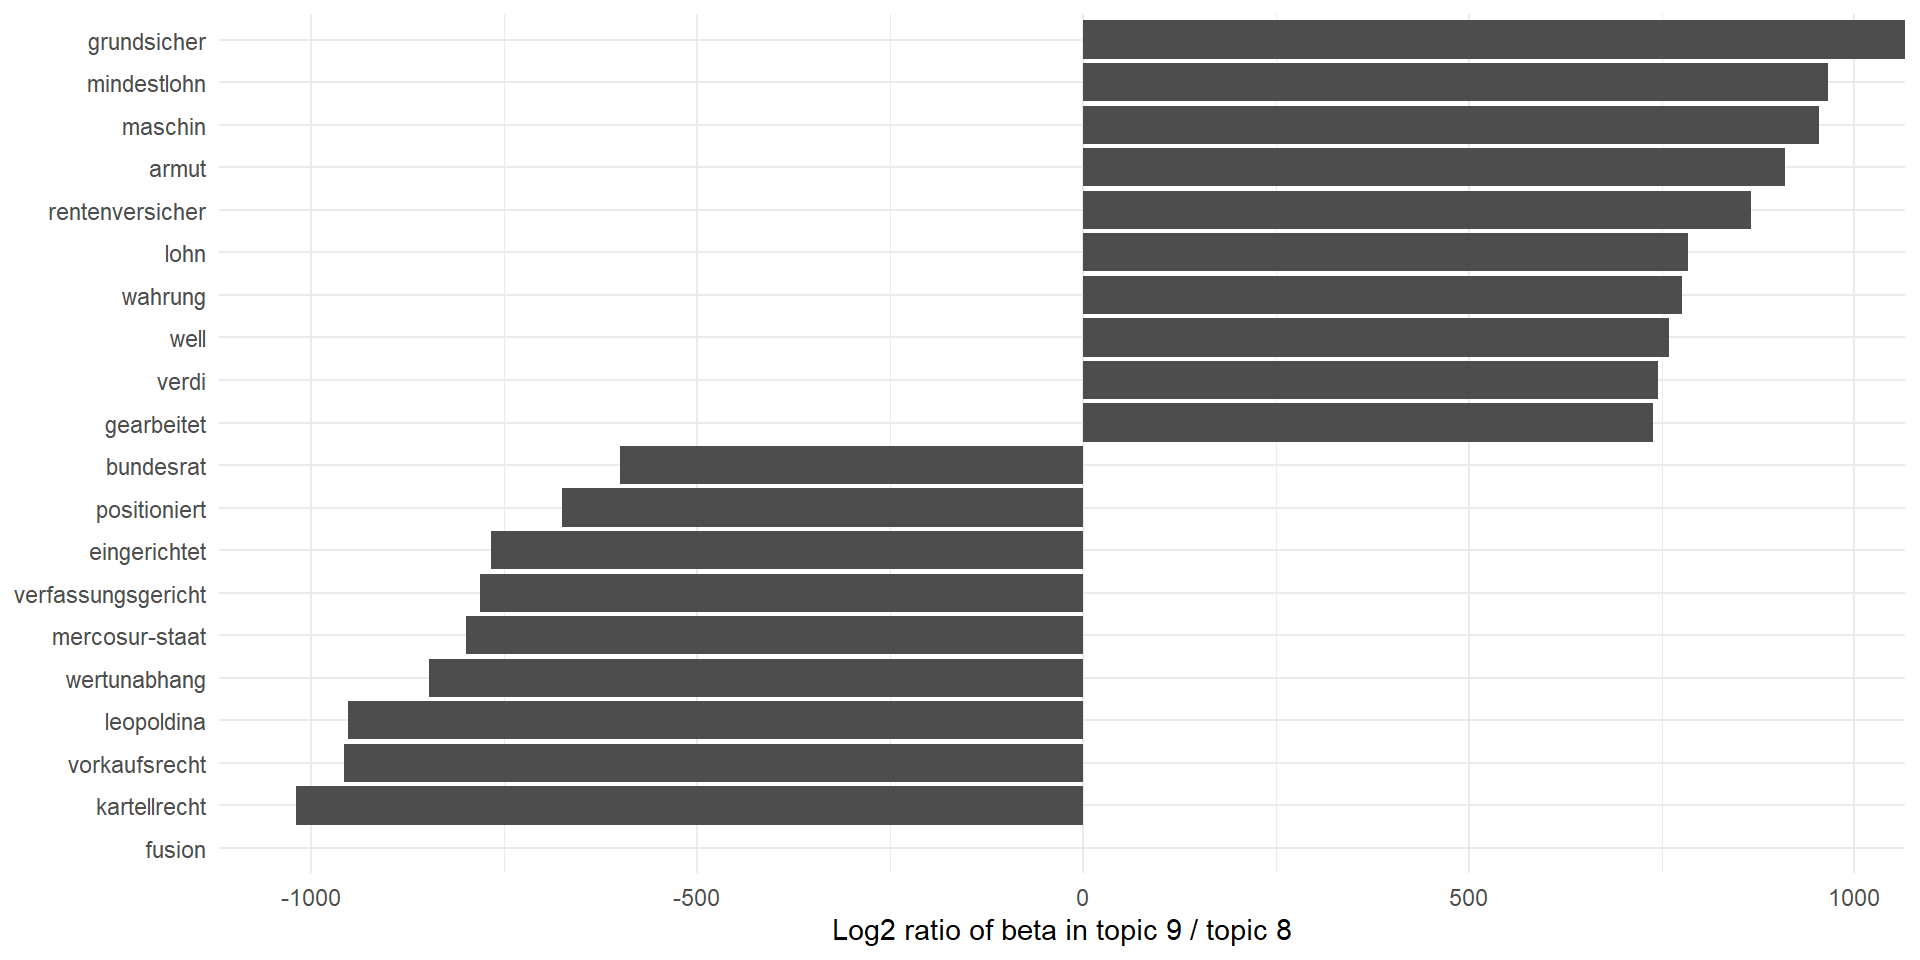 grundsicher
mindestlohn
maschin
armut
rentenversicher
lohn
wahrung
well
verdi
gearbeitet
bundesrat
positioniert
eingerichtet
verfassungsgericht
mercosur-staat
wertunabhang
leopoldina
vorkaufsrecht
kartellrecht
fusion
-1000 -500 0 500 1000
Log2 ratio of beta in topic 9 / topic 8